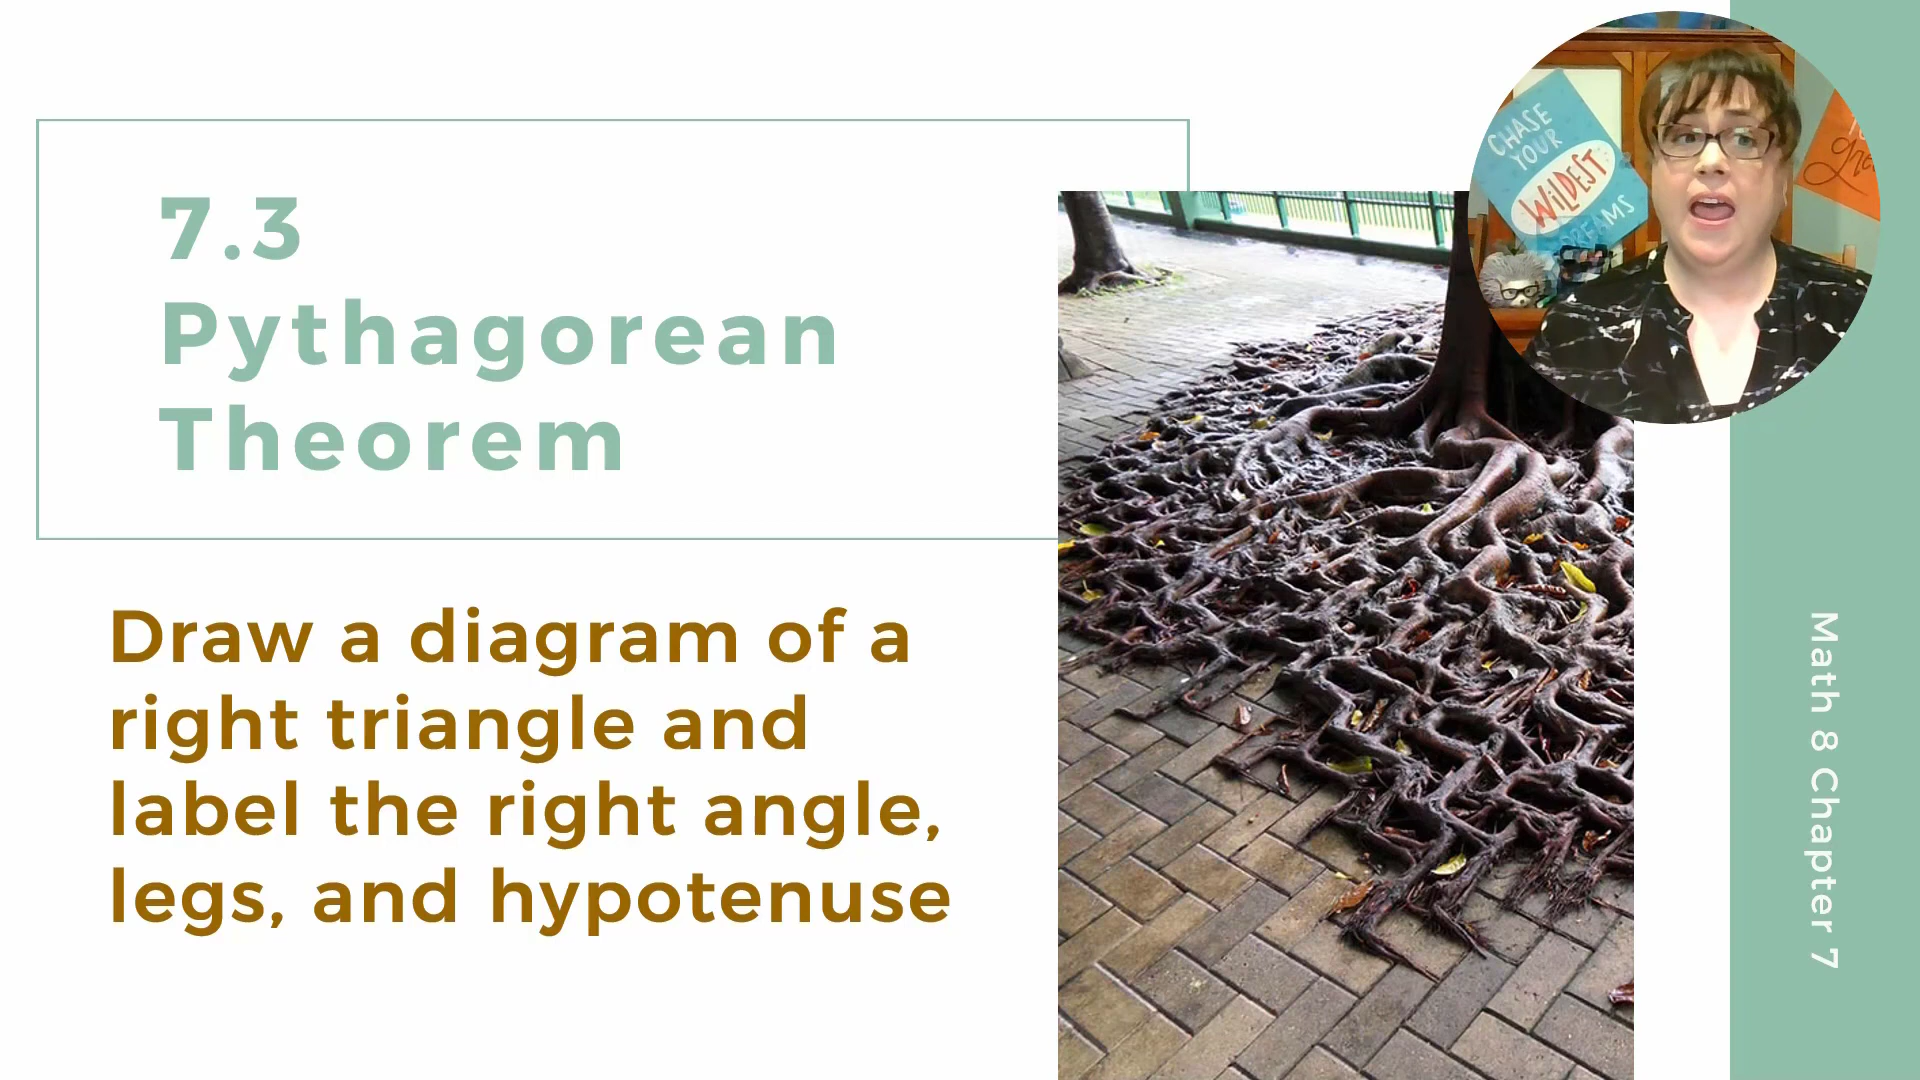 7.3
Pythagorean
Theorem
Draw a diagram of a
right triangle and
label the right angle,
legs, and hypotenuse
CHASE
YOUR
WILDEST
DREAMS
Math 8 Chapter 7